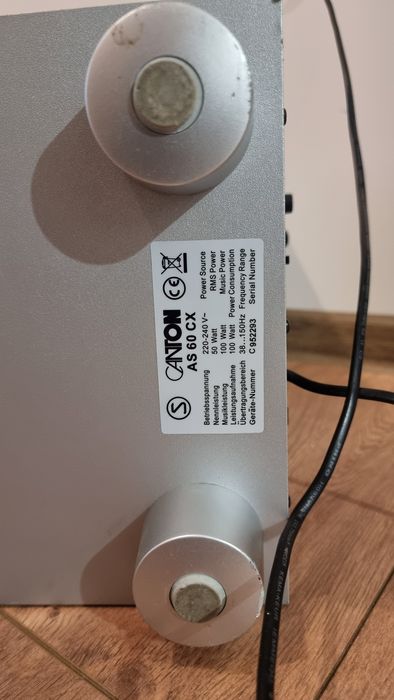 CANTON
AS 60 CX
Betriebsspannung 220-240 V~ Power Source
Nennleistung 50 Watt RMS Power
Musikleistung 100 Watt Music Power
Leistungsaufnahme 100 Watt Power Consumption
Übertragungsbereich 38...150Hz Frequency Range
Geräte-Nummer C 952293 Serial Number